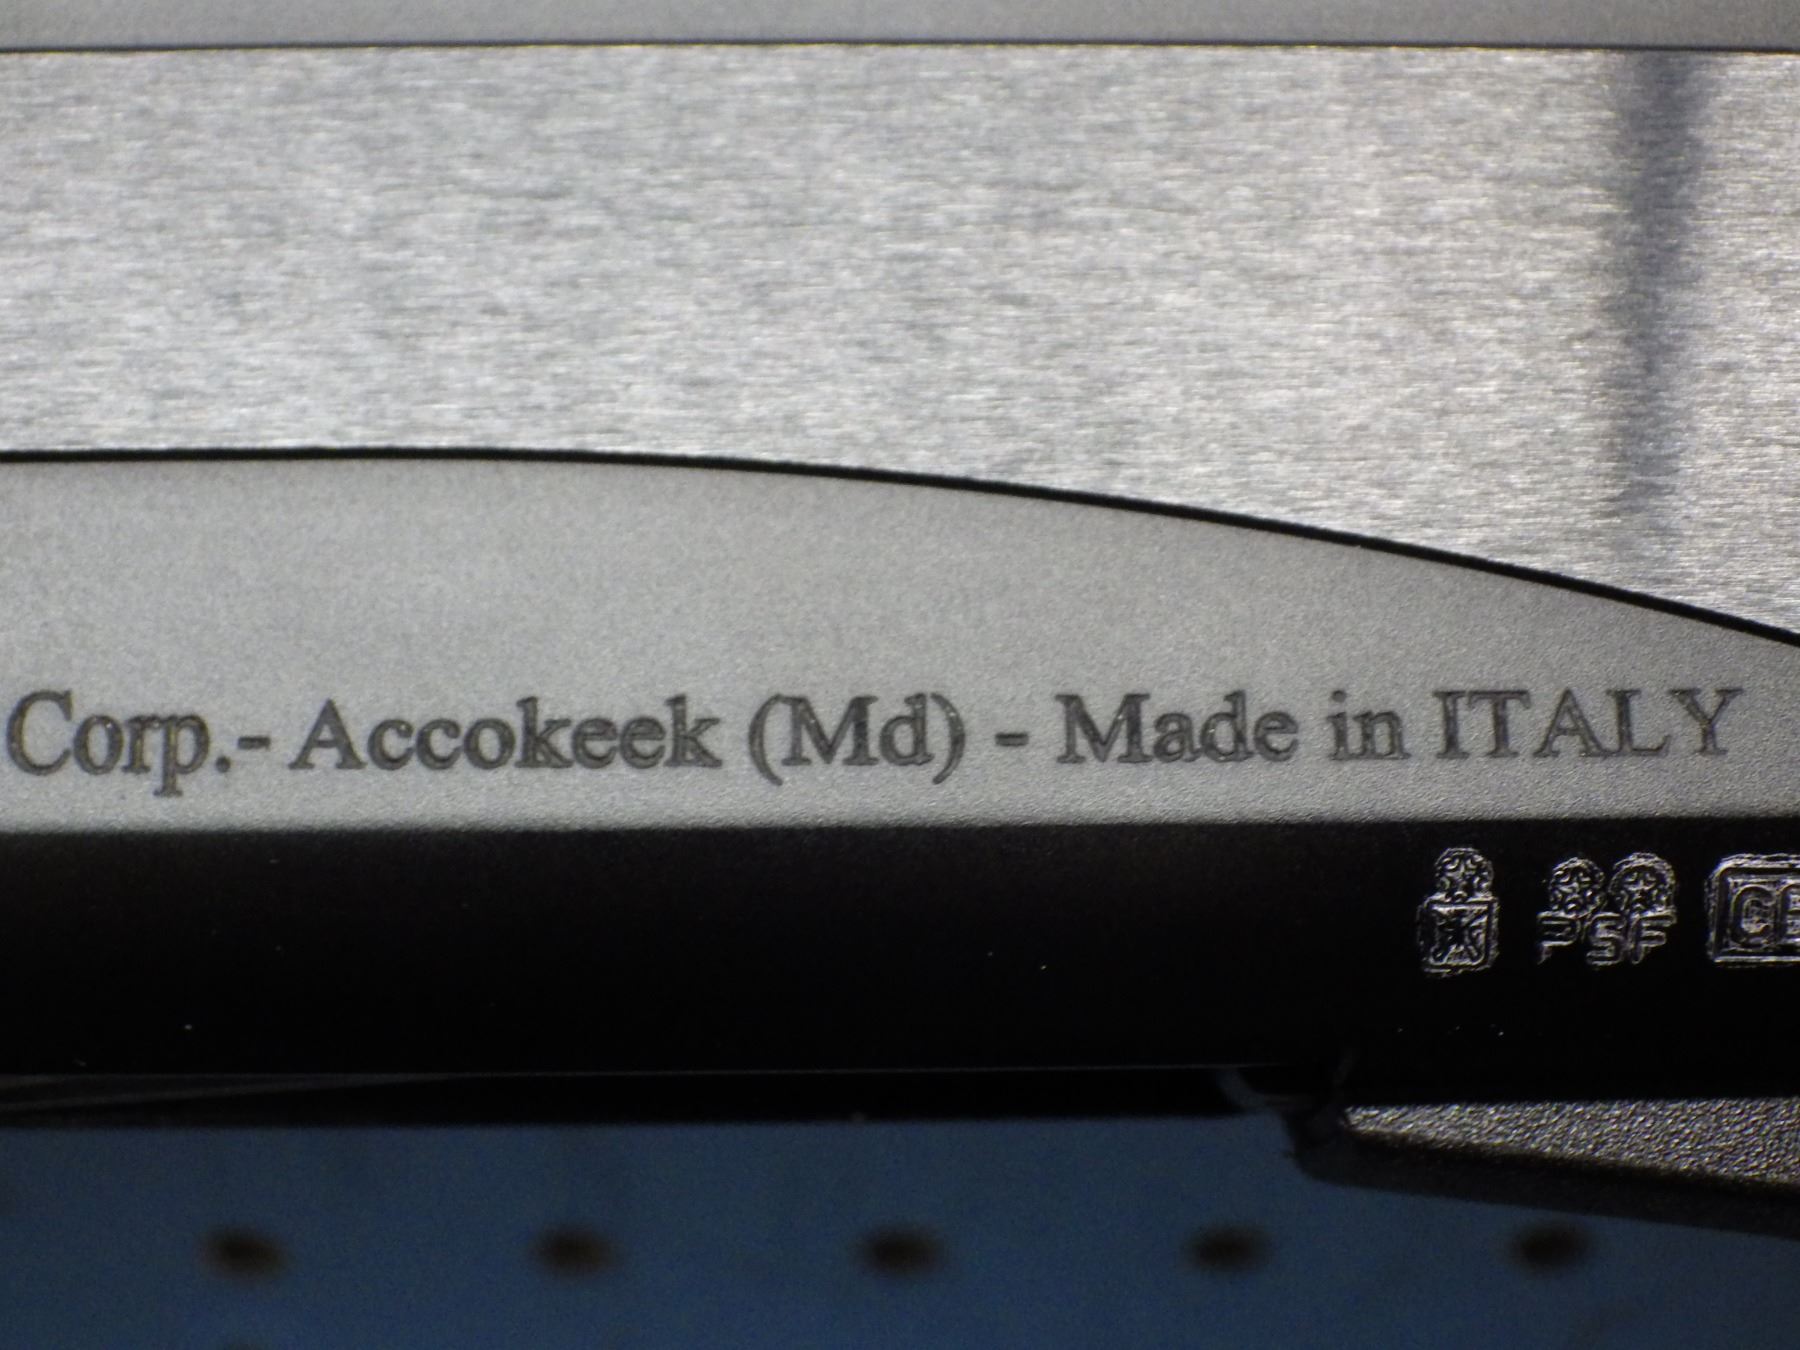 Corp.- Accokeek (Md) - Made in ITALY
PSF